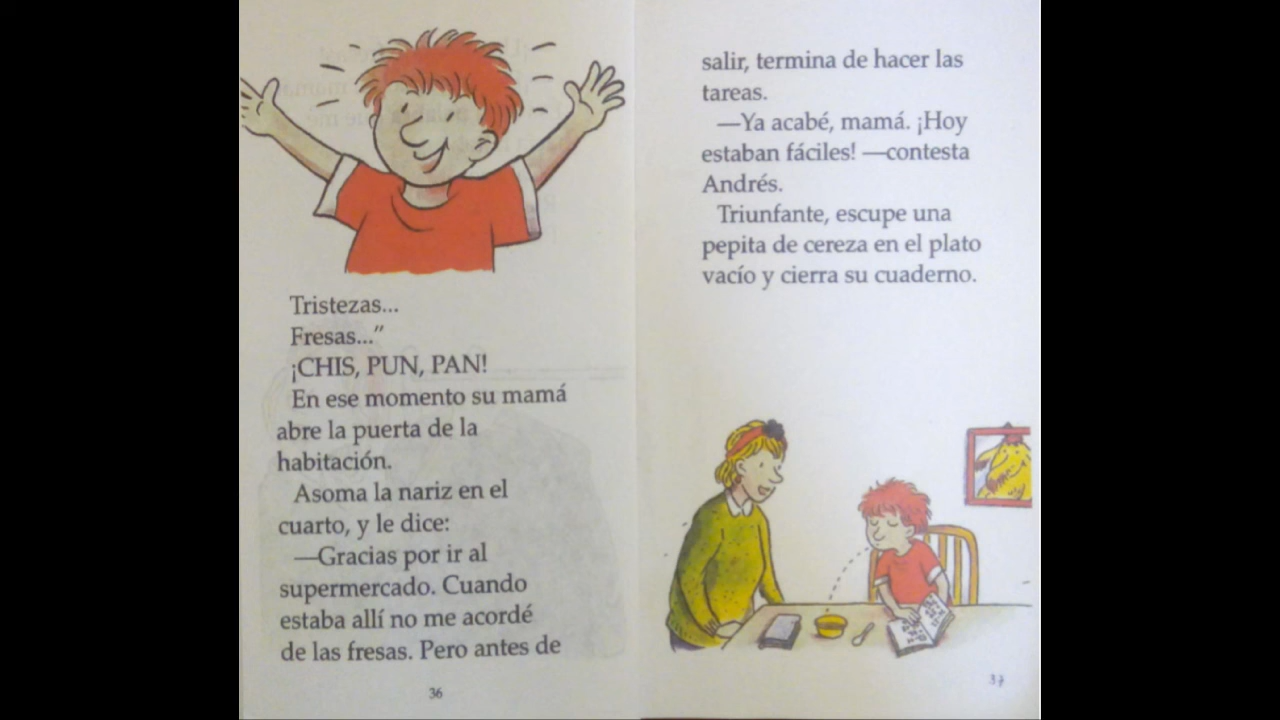 Tristezas...
Fresas...”
¡CHIS, PUN, PAN!
En ese momento su mamá
abre la puerta de la
habitación.
Asoma la nariz en el
cuarto, y le dice:
—Gracias por ir al
supermercado. Cuando
estaba allí no me acordé
de las fresas. Pero antes de
36
salir, termina de hacer las
tareas.
—Ya acabé, mamá. ¡Hoy
estaban fáciles! —contesta
Andrés.
Triunfante, escupe una
pepita de cereza en el plato
vacío y cierra su cuaderno.
37